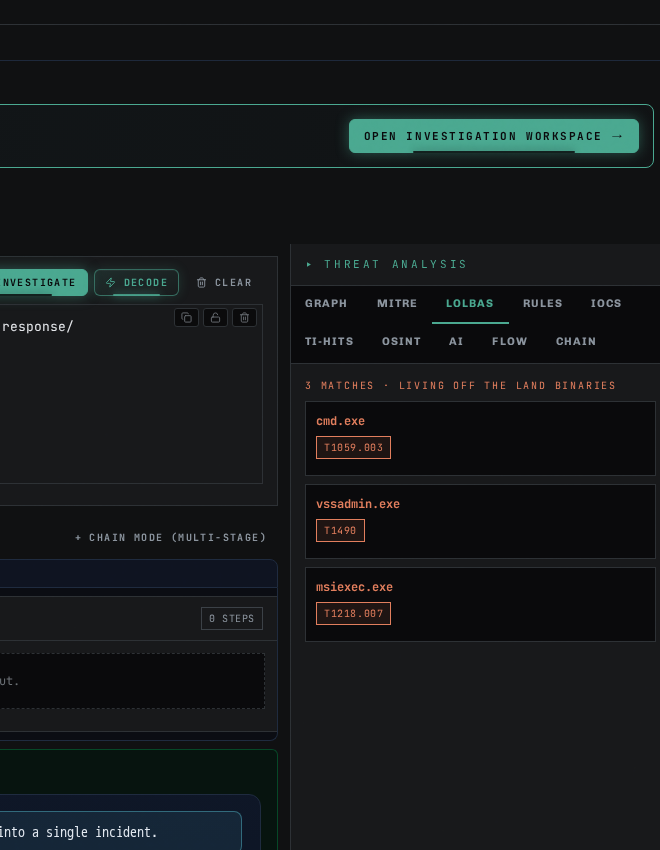 OPEN INVESTIGATION WORKSPACE →
NVESTIGATE
DECODE
CLEAR
response/
+ CHAIN MODE (MULTI-STAGE)
0 STEPS
ut.
into a single incident.
▸ THREAT ANALYSIS
GRAPH MITRE LOLBAS RULES IOCS
TI-HITS OSINT AI FLOW CHAIN
3 MATCHES · LIVING OFF THE LAND BINARIES
cmd.exe
T1059.003
vssadmin.exe
T1490
msiexec.exe
T1218.007